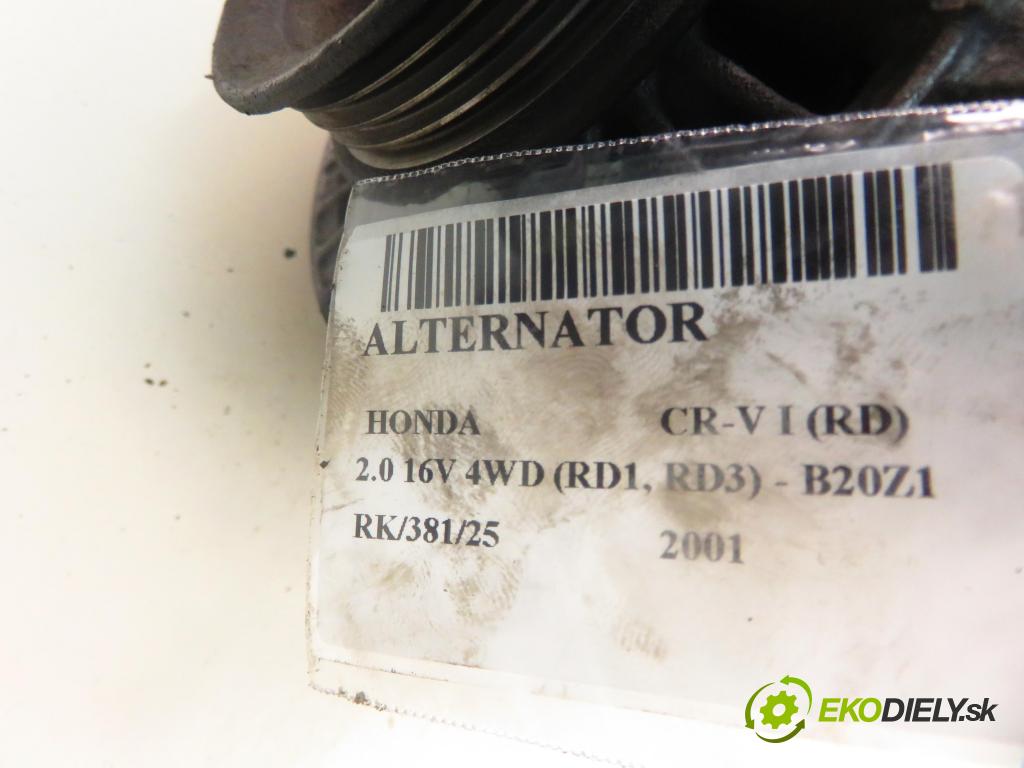 ALTERNATOR
HONDA CR-V I (RD)
2.0 16V 4WD (RD1, RD3) - B20Z1
RK/381/25 2001
EKODIELY.sk